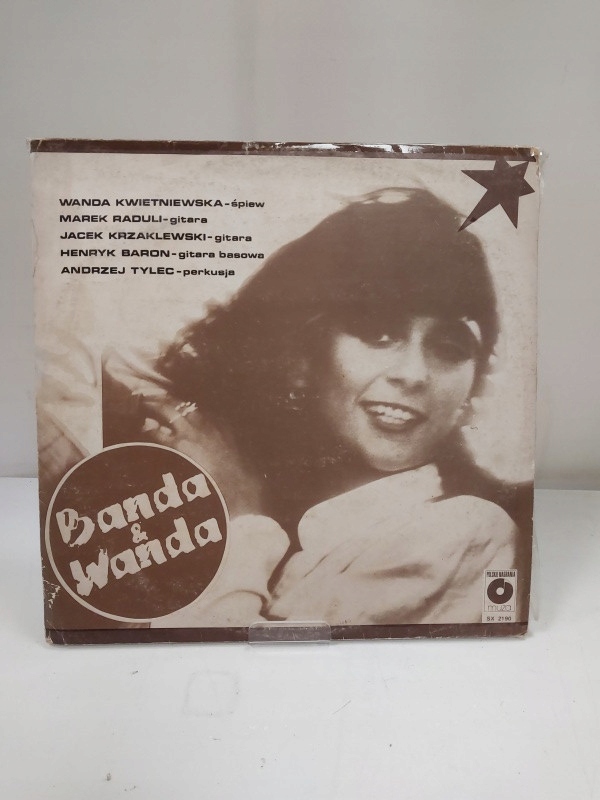 WANDA KWIETNIEWSKA-śpiew
MAREK RADULI-gitara
JACEK KRZAKLEWSKI-gitara
HENRYK BARON-gitara basowa
ANDRZEJ TYLEC-perkusja
Banda
&
Wanda
POLSKIE NAGRANIA
muza
SX 2190